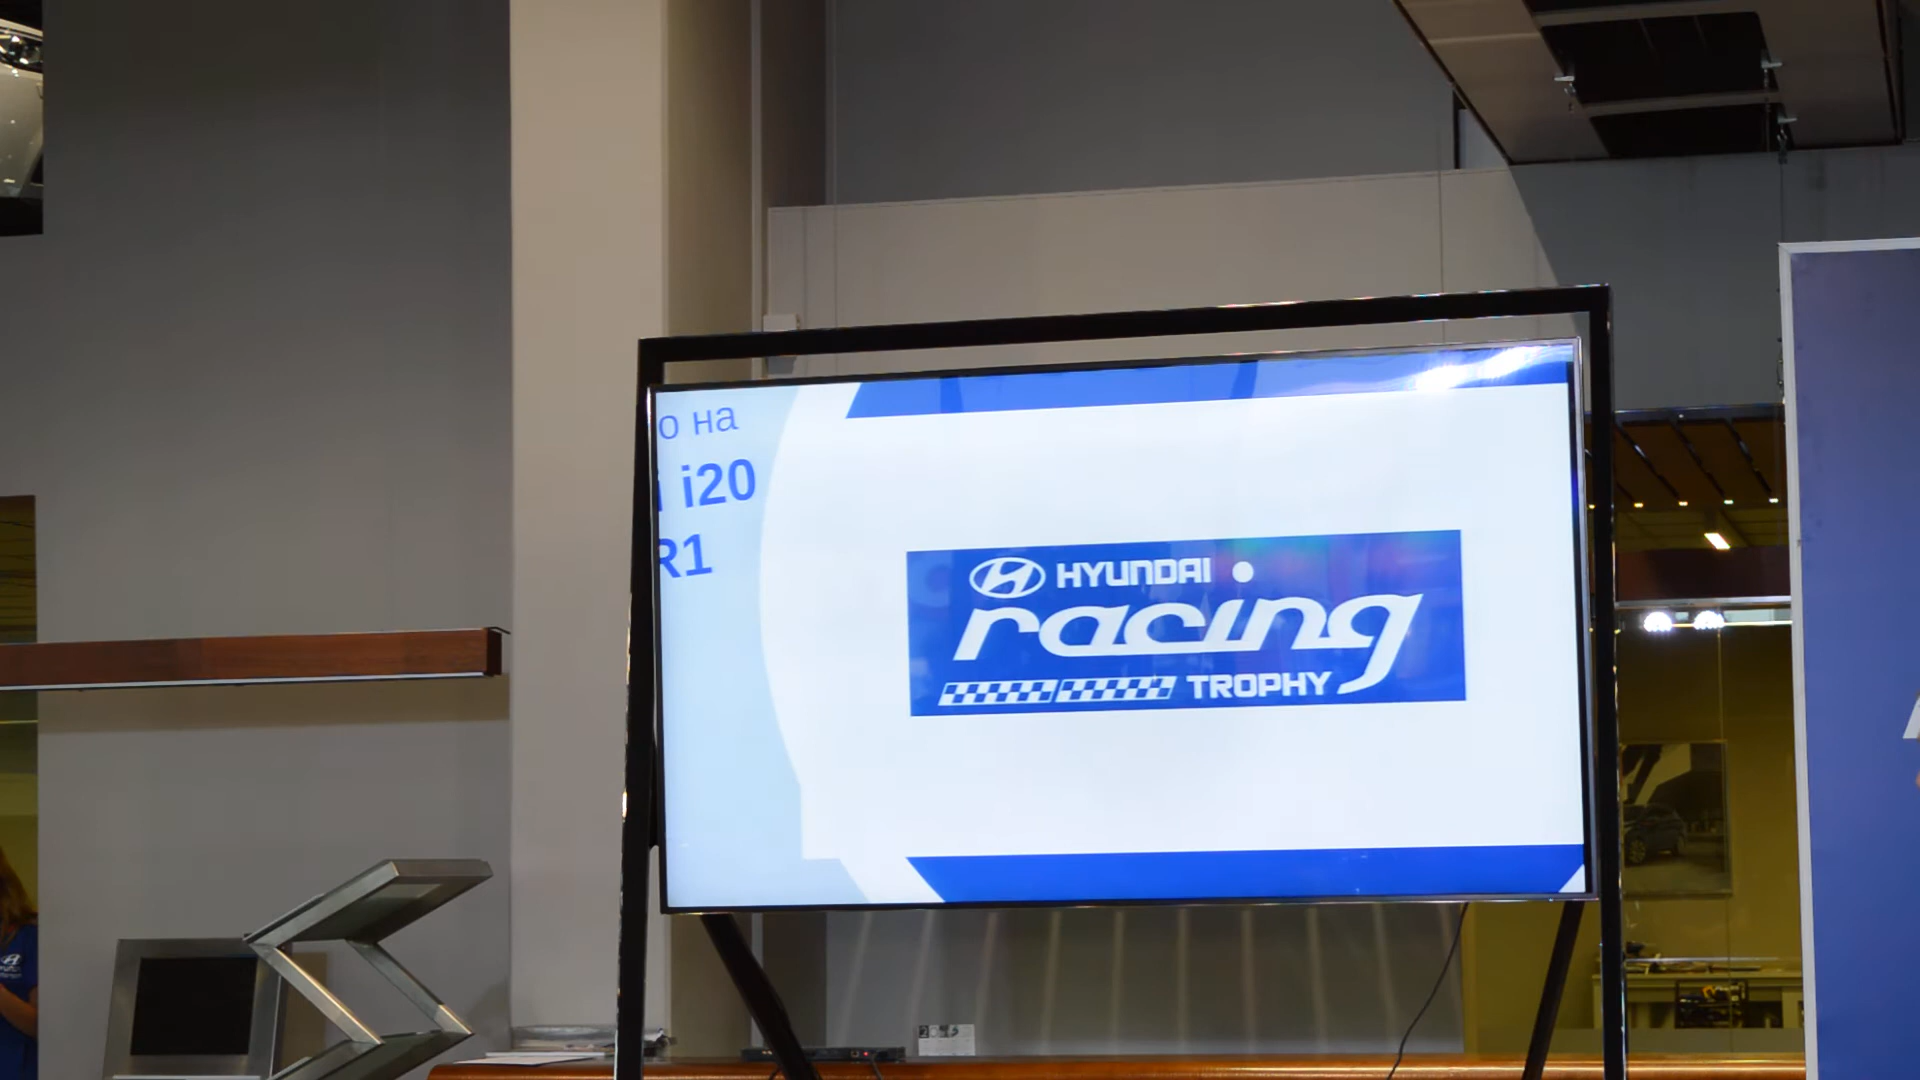 о на
i20
R1
HYUNDAI
racing
TROPHY